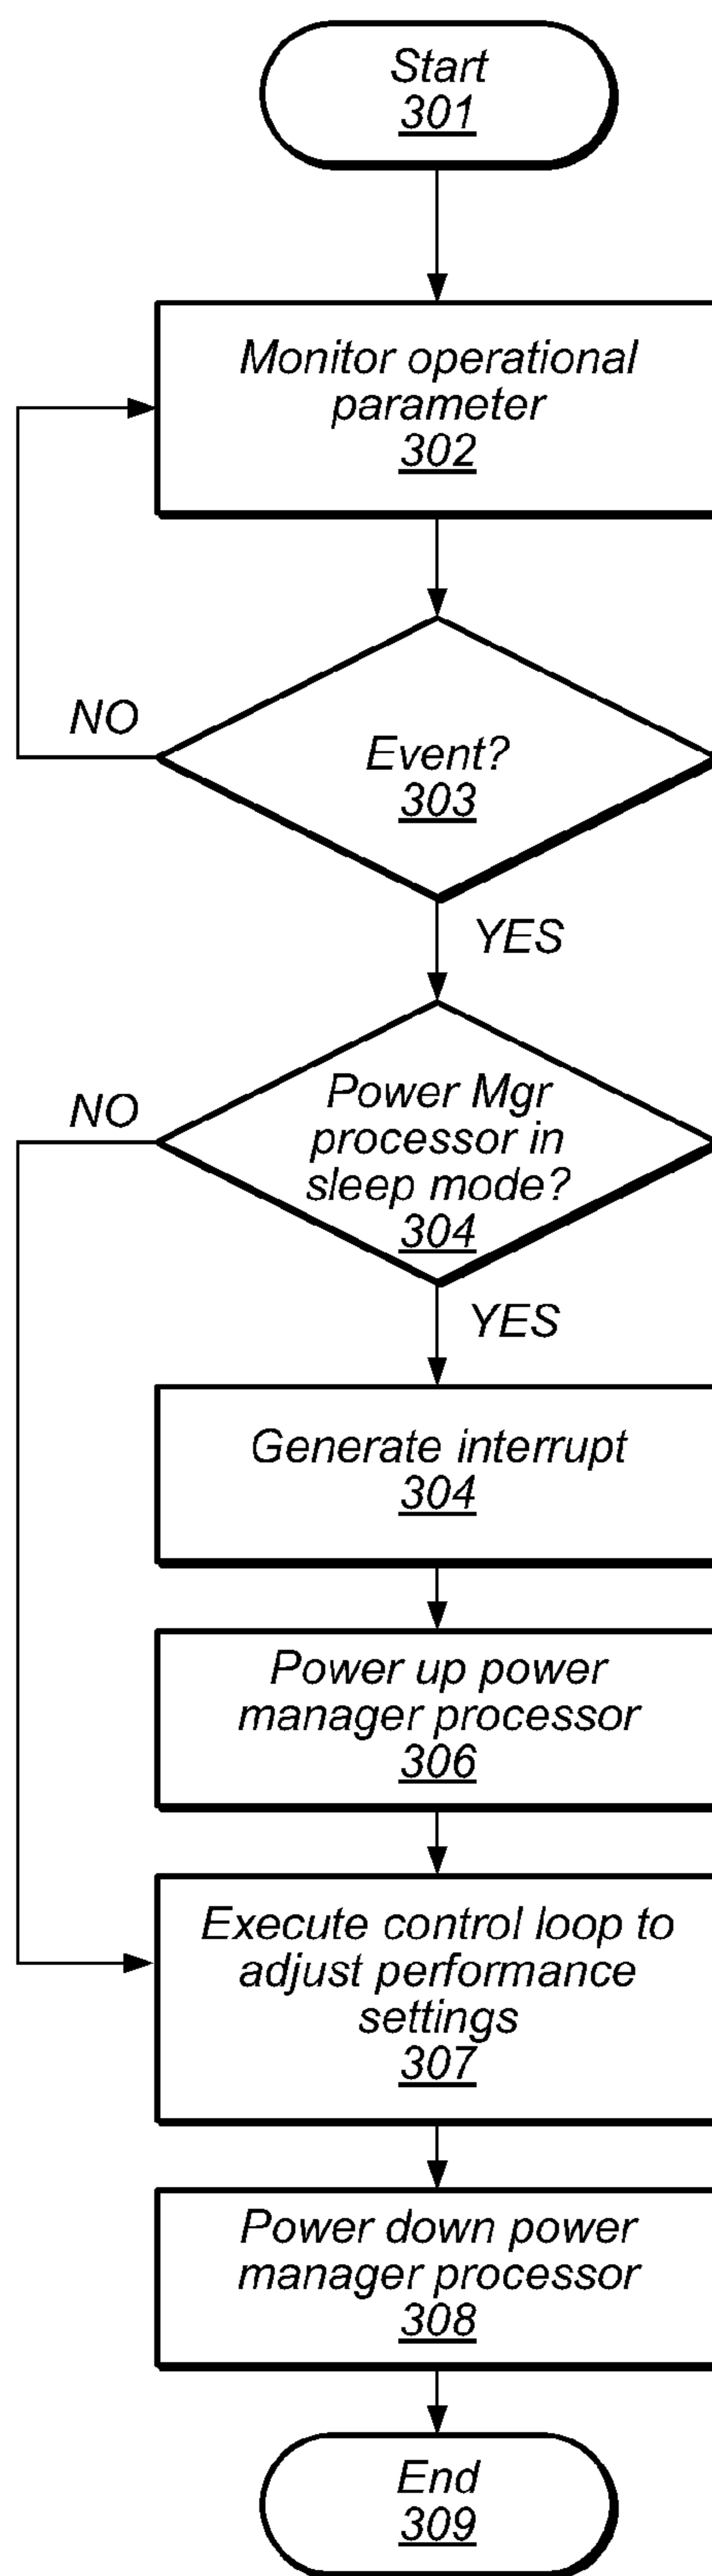 Start
301
Monitor operational
parameter
302
NO
Event?
303
YES
NO
Power Mgr
processor in
sleep mode?
304
YES
Generate interrupt
304
Power up power
manager processor
306
Execute control loop to
adjust performance
settings
307
Power down power
manager processor
308
End
309